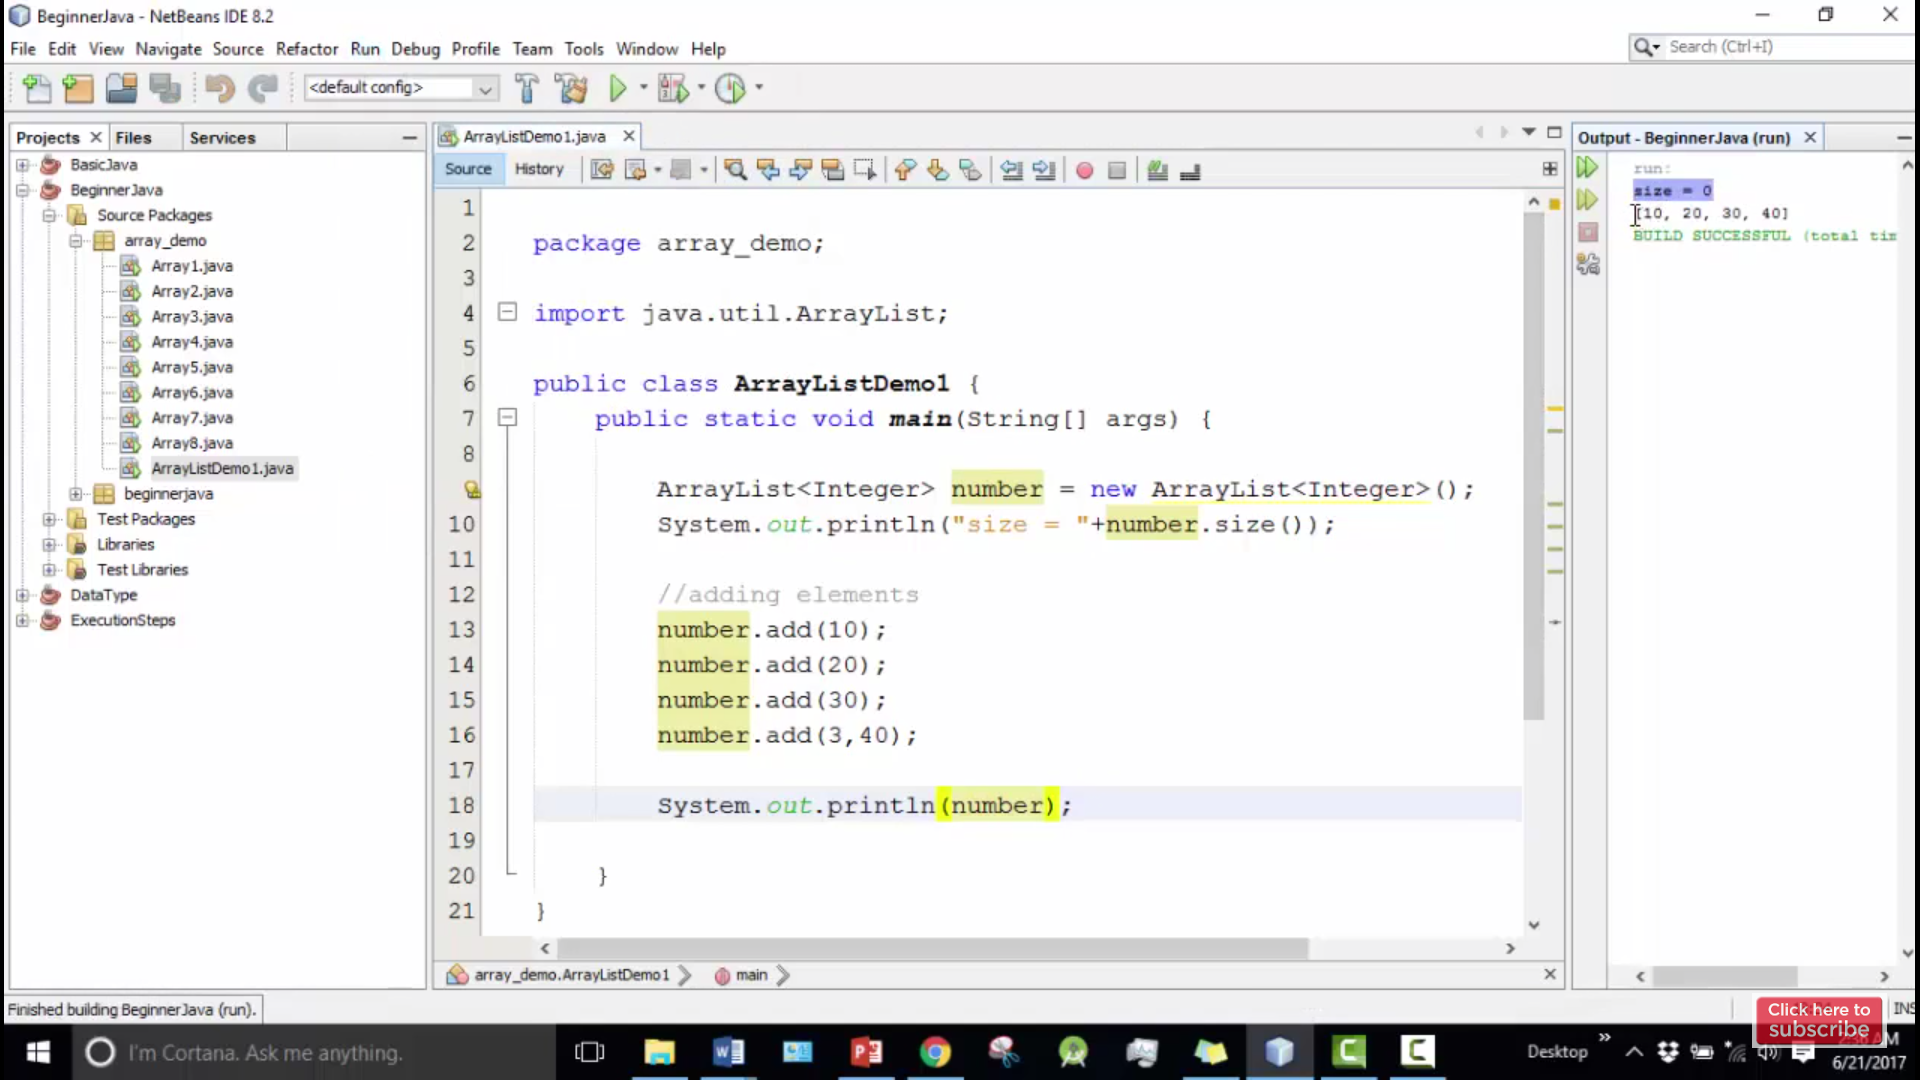 BeginnerJava - NetBeans IDE 8.2
File Edit View Navigate Source Refactor Run Debug Profile Team Tools Window Help
Search (Ctrl+I)
<default config>
Projects Files Services
BasicJava
BeginnerJava
Source Packages
array_demo
Array1.java
Array2.java
Array3.java
Array4.java
Array5.java
Array6.java
Array7.java
Array8.java
ArrayListDemo1.java
beginnerjava
Test Packages
Libraries
Test Libraries
DataType
ExecutionSteps
ArrayListDemo1.java
Source History
1
2 package array_demo;
3
4 import java.util.ArrayList;
5
6 public class ArrayListDemo1 {
7 public static void main(String[] args) {
8
ArrayList<Integer> number = new ArrayList<Integer>();
10 System.out.println("size = "+number.size());
11
12 //adding elements
13 number.add(10);
14 number.add(20);
15 number.add(30);
16 number.add(3,40);
17
18 System.out.println(number);
19
20 }
21 }
array_demo.ArrayListDemo1 main
Output - BeginnerJava (run)
run:
size = 0
[10, 20, 30, 40]
BUILD SUCCESSFUL (total tim
Finished building BeginnerJava (run).
INS
Click here to
subscribe
I'm Cortana. Ask me anything.
Desktop
6/21/2017